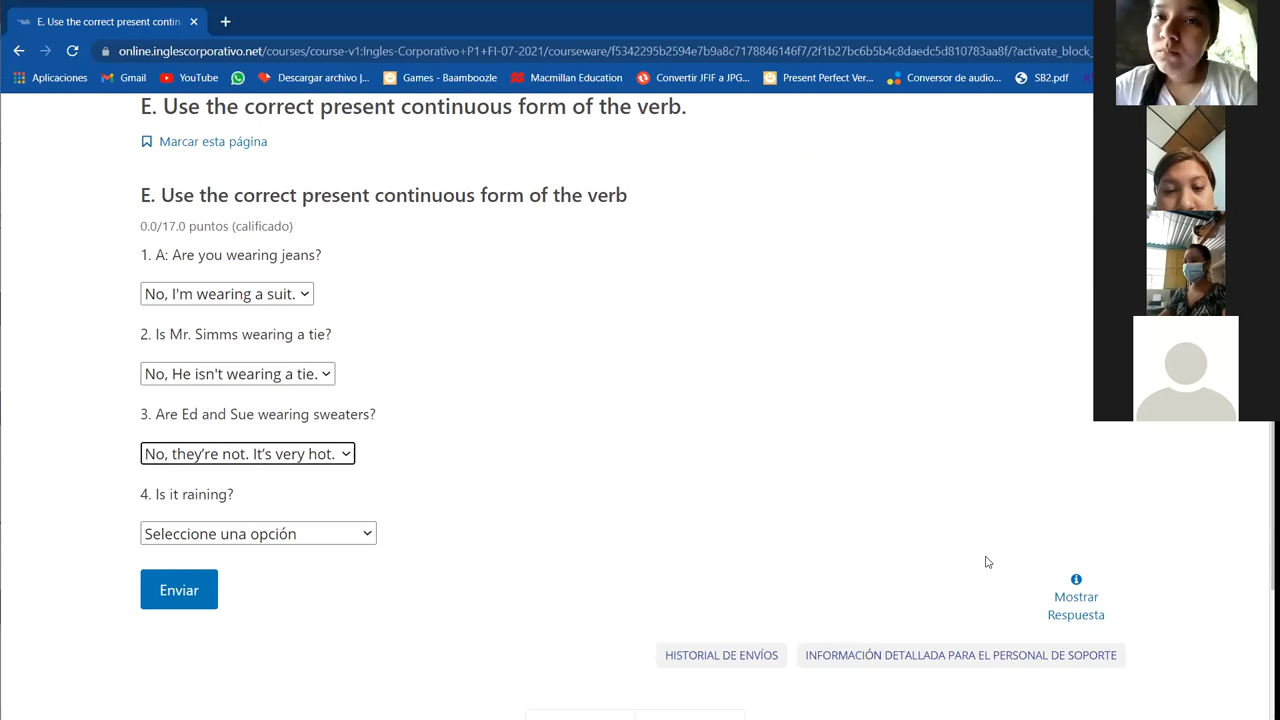 E. Use the correct present contin
online.inglescorporativo.net/courses/course-v1:Ingles-Corporativo+P1+FI-07-2021/courseware/f5342295b2594e7b9a8c7178846146f7/2f1b27bc6b5b4c8daedc5d810783aa8f/?activate_block_
Aplicaciones Gmail YouTube Descargar archivo |... Games - Baamboozle Macmillan Education Convertir JFIF a JPG... Present Perfect Ver... Conversor de audio... SB2.pdf
E. Use the correct present continuous form of the verb.
Marcar esta página
E. Use the correct present continuous form of the verb
0.0/17.0 puntos (calificado)
1. A: Are you wearing jeans?
No, I'm wearing a suit.
2. Is Mr. Simms wearing a tie?
No, He isn't wearing a tie.
3. Are Ed and Sue wearing sweaters?
No, they’re not. It’s very hot.
4. Is it raining?
Seleccione una opción
Enviar
Mostrar
Respuesta
HISTORIAL DE ENVÍOS
INFORMACIÓN DETALLADA PARA EL PERSONAL DE SOPORTE